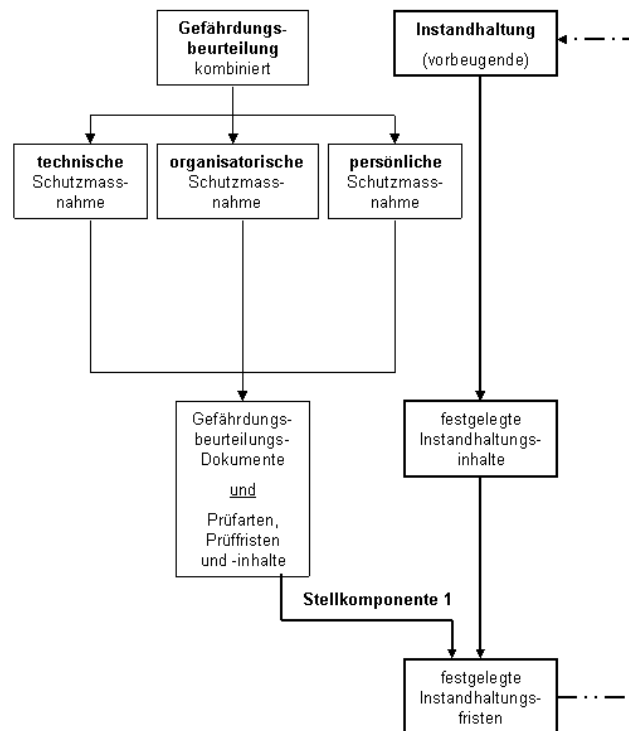 Gefährdungs-
beurteilung
kombiniert
Instandhaltung
(vorbeugende)
technische
Schutzmass-
nahme
organisatorische
Schutzmass-
nahme
persönliche
Schutzmass-
nahme
Gefährdungs-
beurteilungs-
Dokumente
und
Prüfarten,
Prüffristen
und -inhalte
festgelegte
Instandhaltungs-
inhalte
Stellkomponente 1
festgelegte
Instandhaltungs-
fristen